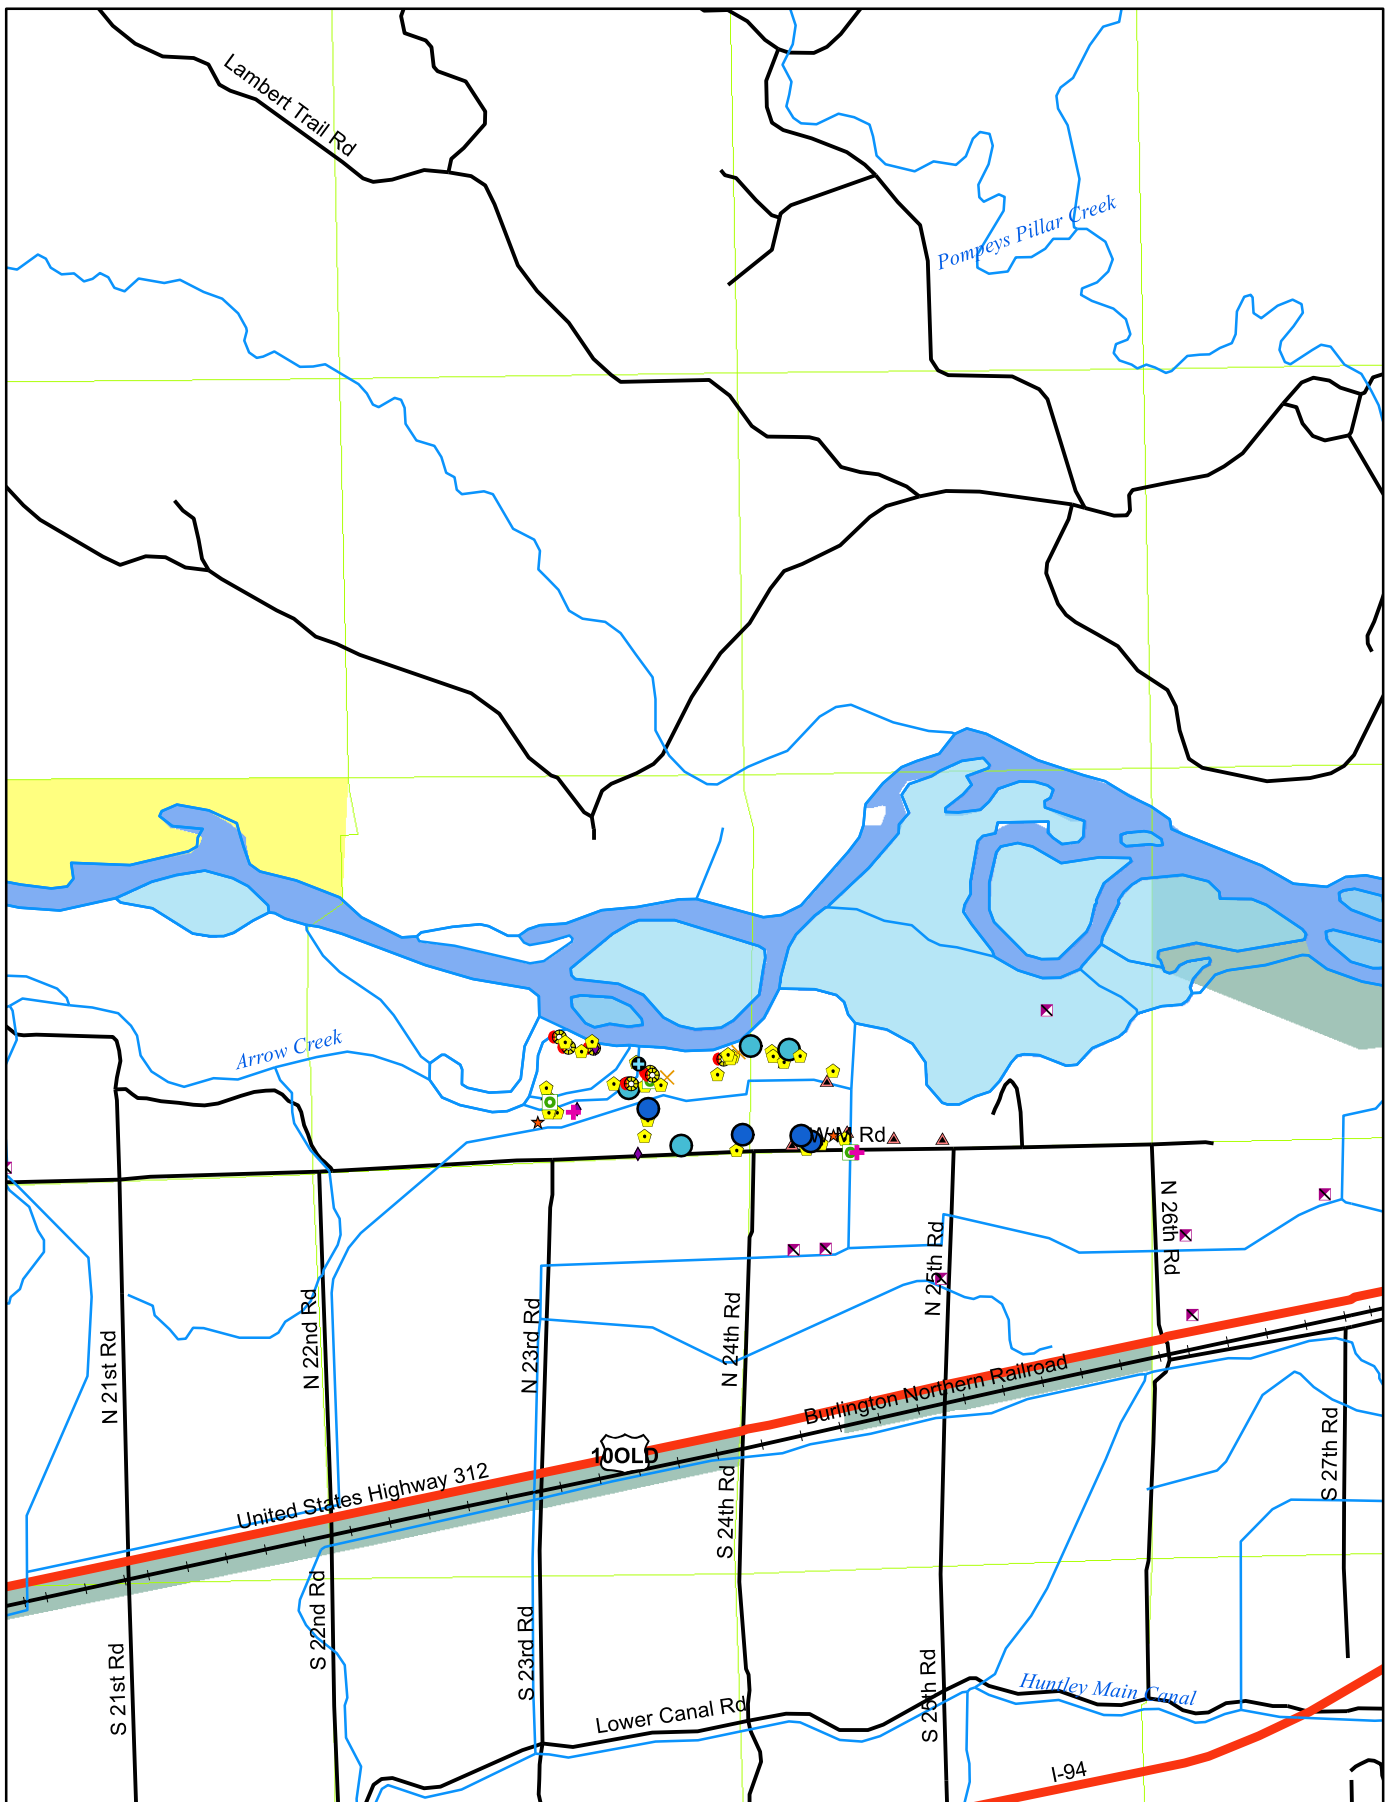 Lambert Trail Rd
Pompeys Pillar Creek
Arrow Creek
W M Rd
N 26th Rd
N 25th Rd
N 22nd Rd
N 23rd Rd
N 24th Rd
N 21st Rd
Burlington Northern Railroad
10OLD
United States Highway 312
S 27th Rd
S 24th Rd
S 22nd Rd
S 23rd Rd
S 21st Rd
S 25th Rd
Huntley Main Canal
Lower Canal Rd
I-94